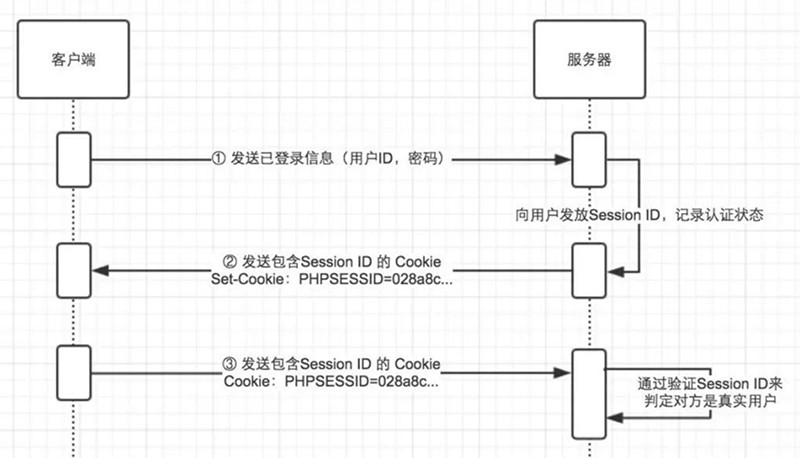 客户端
服务器
① 发送已登录信息（用户ID，密码）
向用户发放Session ID，记录认证状态
② 发送包含Session ID 的 Cookie
Set-Cookie：PHPSESSID=028a8c...
③ 发送包含Session ID 的 Cookie
Cookie：PHPSESSID=028a8c...
通过验证Session ID来
判定对方是真实用户